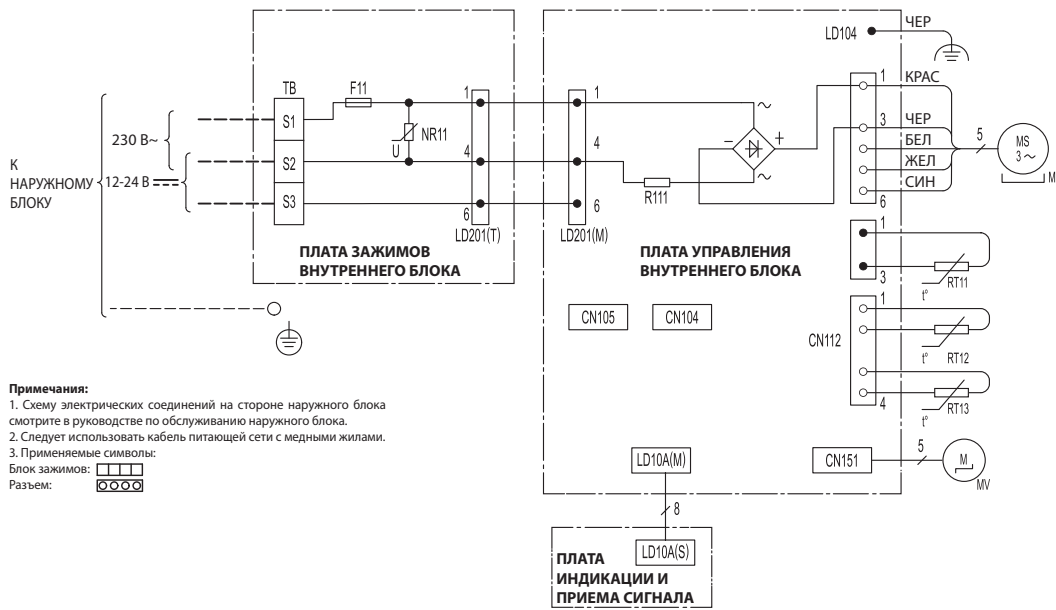 К
НАРУЖНОМУ
БЛОКУ
230 В~
12-24 В
TB
S1
S2
S3
F11
NR11
U
1
4
6
LD201(T)
ПЛАТА ЗАЖИМОВ
ВНУТРЕННЕГО БЛОКА
1
4
6
LD201(M)
R111
~
~
−
+
ПЛАТА УПРАВЛЕНИЯ
ВНУТРЕННЕГО БЛОКА
CN105
CN104
LD104
ЧЕР
1
КРАС
3
ЧЕР
БЕЛ
ЖЕЛ
СИН
6
5
MS
3 ~
M
1
3
t°
RT11
CN112
1
t°
RT12
4
t°
RT13
LD10A(M)
CN151
5
M
MV
8
LD10A(S)
ПЛАТА
ИНДИКАЦИИ И
ПРИЕМА СИГНАЛА
Примечания:
1. Схему электрических соединений на стороне наружного блока
смотрите в руководстве по обслуживанию наружного блока.
2. Следует использовать кабель питающей сети с медными жилами.
3. Применяемые символы:
Блок зажимов:
Разъем: